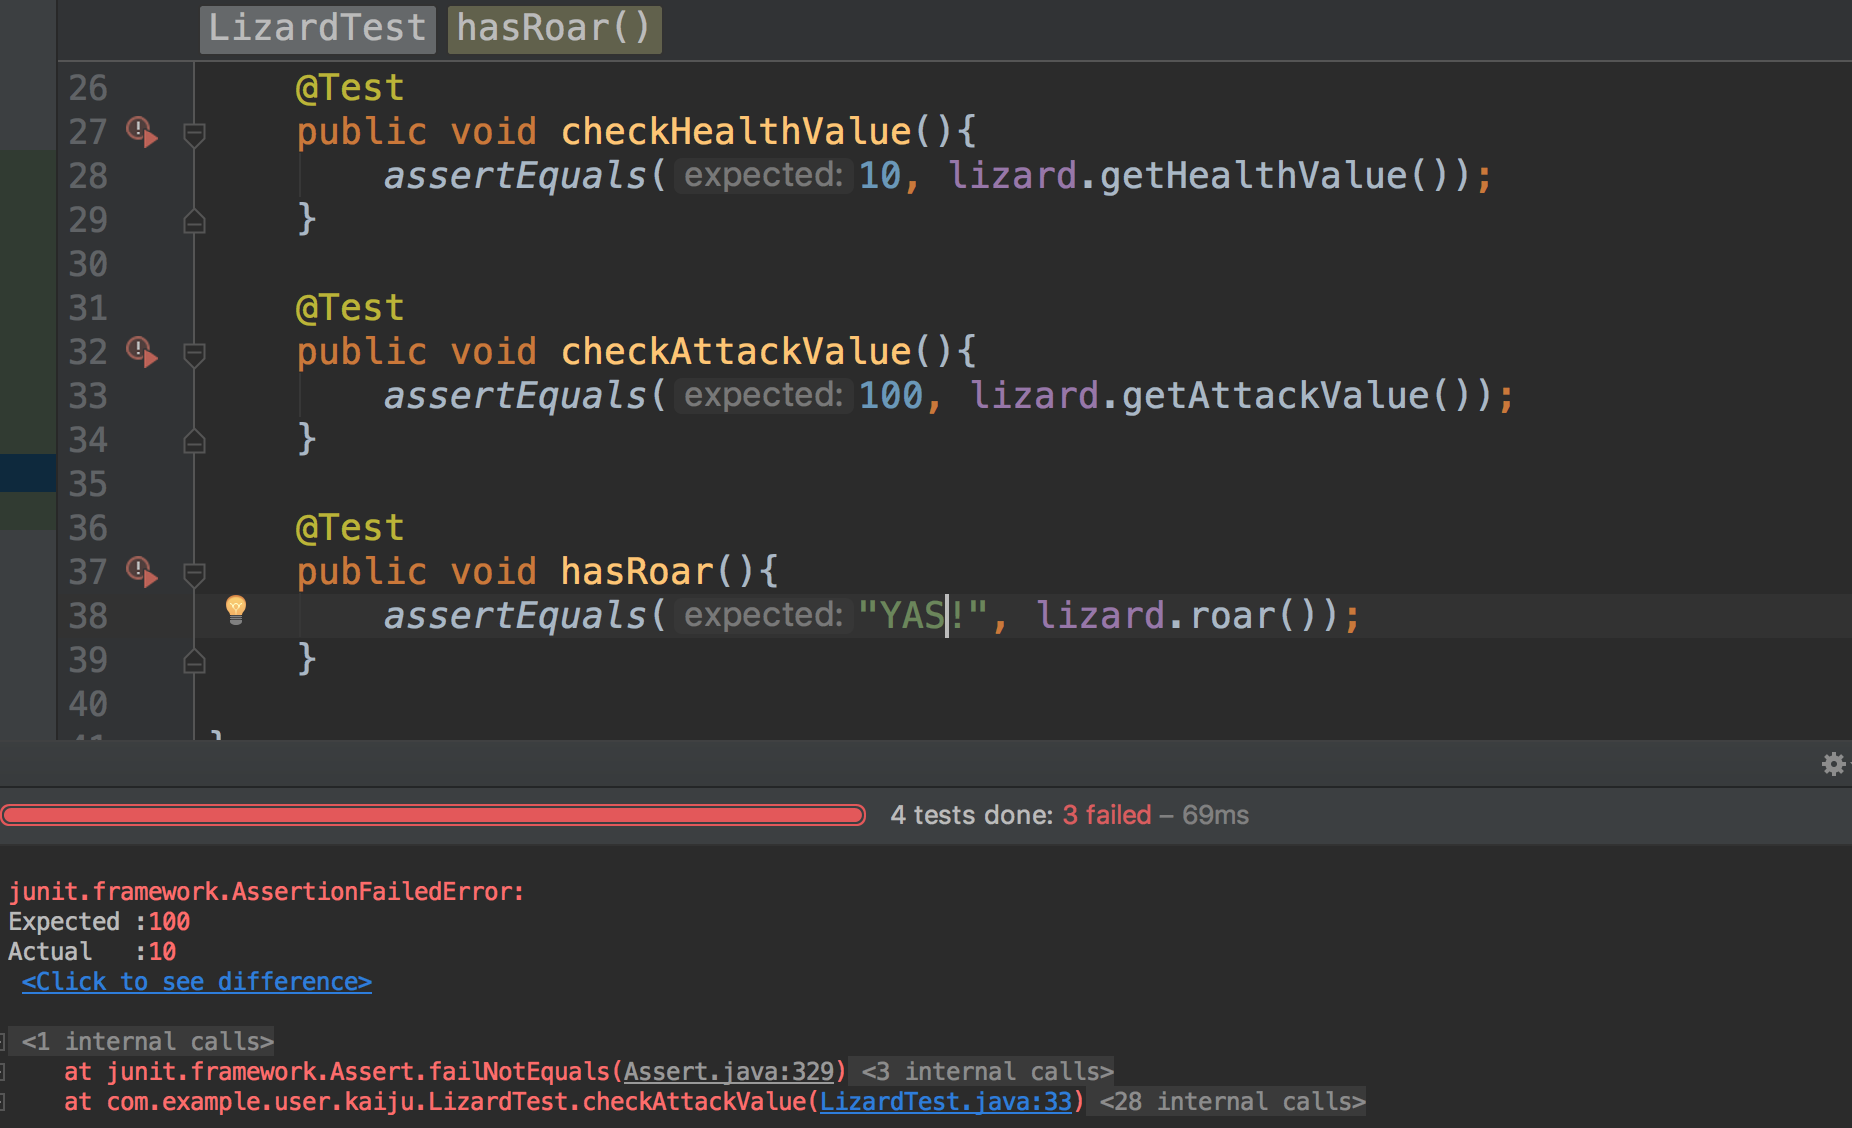 LizardTest hasRoar()
26 @Test
27 public void checkHealthValue(){
28 assertEquals( expected: 10, lizard.getHealthValue());
29 }
30
31 @Test
32 public void checkAttackValue(){
33 assertEquals( expected: 100, lizard.getAttackValue());
34 }
35
36 @Test
37 public void hasRoar(){
38 assertEquals( expected: "YAS!", lizard.roar());
39 }
40
4 tests done: 3 failed – 69ms
junit.framework.AssertionFailedError:
Expected :100
Actual :10
<Click to see difference>
<1 internal calls>
at junit.framework.Assert.failNotEquals(Assert.java:329) <3 internal calls>
at com.example.user.kaiju.LizardTest.checkAttackValue(LizardTest.java:33) <28 internal calls>